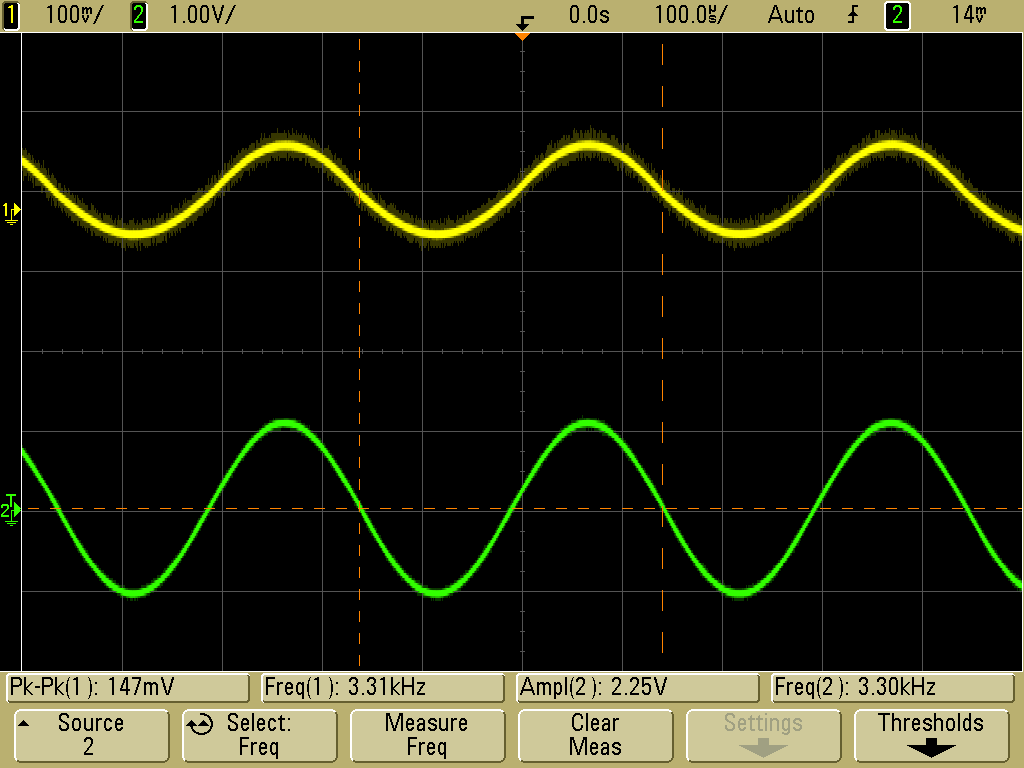 1 100mV/ 2 1.00V/ 0.0s 100.0µs/ Auto 2 14mV
1
T
2
Pk-Pk(1): 147mV Freq(1): 3.31kHz Ampl(2): 2.25V Freq(2): 3.30kHz
Source Select: Measure Clear Settings Thresholds
2 Freq Freq Meas